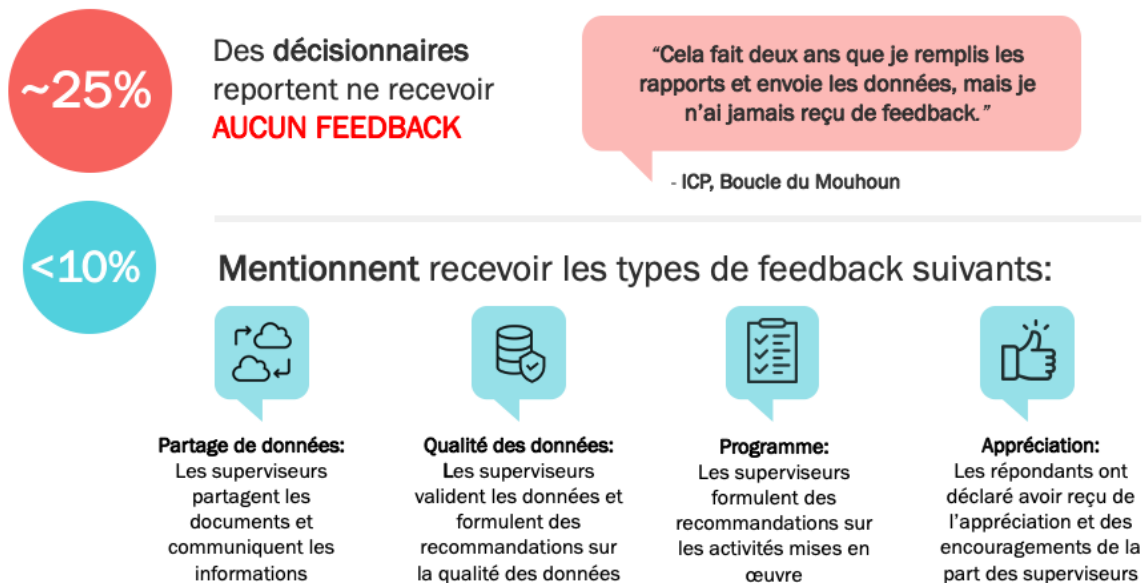 ~25%
Des décisionnaires
reportent ne recevoir
AUCUN FEEDBACK
“Cela fait deux ans que je remplis les
rapports et envoie les données, mais je
n’ai jamais reçu de feedback.”
- ICP, Boucle du Mouhoun
<10%
Mentionnent recevoir les types de feedback suivants:
Partage de données:
Les superviseurs
partagent les
documents et
communiquent les
informations
Qualité des données:
Les superviseurs
valident les données et
formulent des
recommandations sur
la qualité des données
Programme:
Les superviseurs
formulent des
recommandations sur
les activités mises en
œuvre
Appréciation:
Les répondants ont
déclaré avoir reçu de
l’appréciation et des
encouragements de la
part des superviseurs